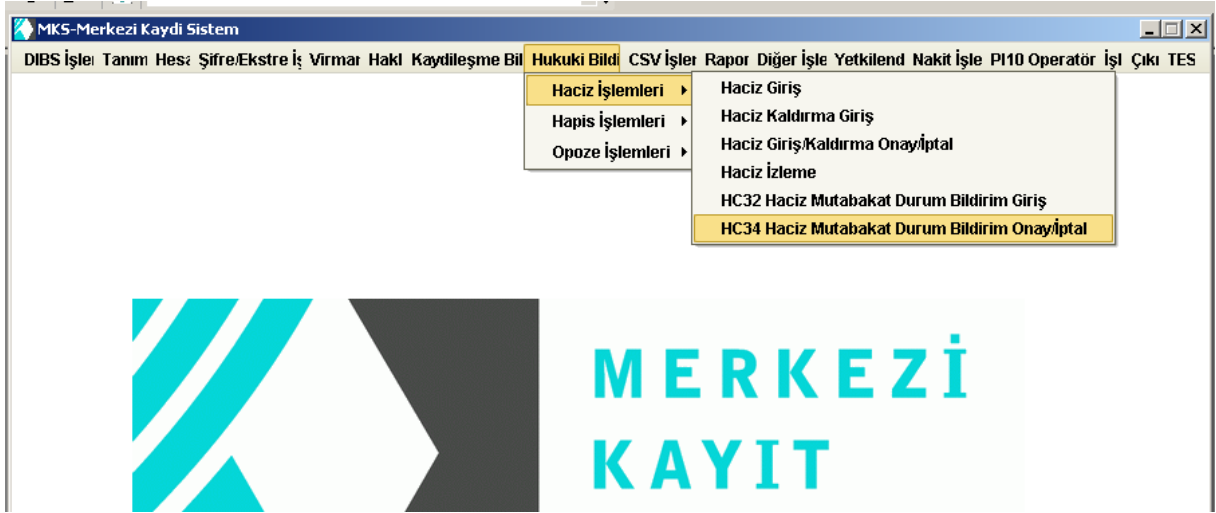 MKS-Merkezi Kaydi Sistem
DIBS İşler Tanım Hesa Şifre/Ekstre İş Virmar Hakl Kaydileşme Bil Hukuki Bildi CSV İşler Rapor Diğer İşle Yetkilend Nakit İşle PI10 Operatör İşl Çıkı TES
Haciz İşlemleri
Hapis İşlemleri
Opoze İşlemleri
Haciz Giriş
Haciz Kaldırma Giriş
Haciz Giriş/Kaldırma Onay/İptal
Haciz İzleme
HC32 Haciz Mutabakat Durum Bildirim Giriş
HC34 Haciz Mutabakat Durum Bildirim Onay/İptal
MERKEZİ
KAYIT